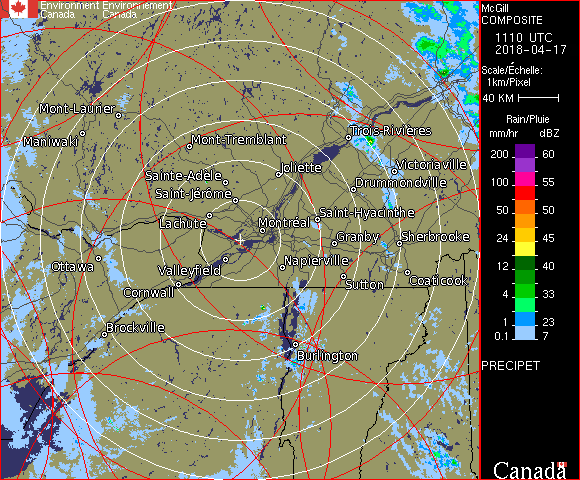 Environment Environnement
Canada Canada
McGill
COMPOSITE
1110 UTC
2018-04-17
Scale/Échelle:
1km/Pixel
40 KM
Rain/Pluie
mm/hr dBZ
200 60
100 55
50 50
24 45
12 40
4 33
1 23
0.1 7
PRECIPET
Canada
Mont-Laurier
Maniwaki
Mont-Tremblant
Trois-Rivières
Joliette
Victoriaville
Sainte-Adèle
Drummondville
Saint-Jérôme
Lachute
Saint-Hyacinthe
Montréal
Granby
Sherbrooke
Ottawa
Valleyfield
Napierville
Cornwall
Sutton
Coaticook
Brockville
Burlington